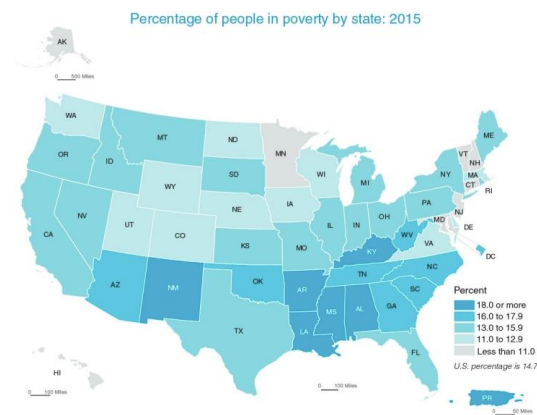 Percentage of people in poverty by state: 2015
AK
0 500 Miles
WA
MT
ND
MN
ME
OR
ID
SD
WI
VT
NH
NY
MA
CT
RI
MI
WY
IA
PA
NJ
NE
OH
MD
DE
NV
UT
IL
IN
WV
VA
DC
CO
CA
KS
MO
KY
NC
TN
AZ
NM
OK
AR
SC
MS
AL
GA
TX
LA
FL
HI
0 100 Miles
0 100 Miles
Percent
18.0 or more
16.0 to 17.9
13.0 to 15.9
11.0 to 12.9
Less than 11.0
U.S. percentage is 14.7
PR
0 50 Miles